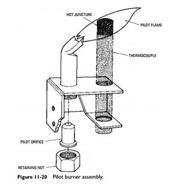 HOT JUNCTURE
PILOT FLAME
THERMOCOUPLE
PILOT ORIFICE
RETAINING NUT
Figure 11-20 Pilot burner assembly.